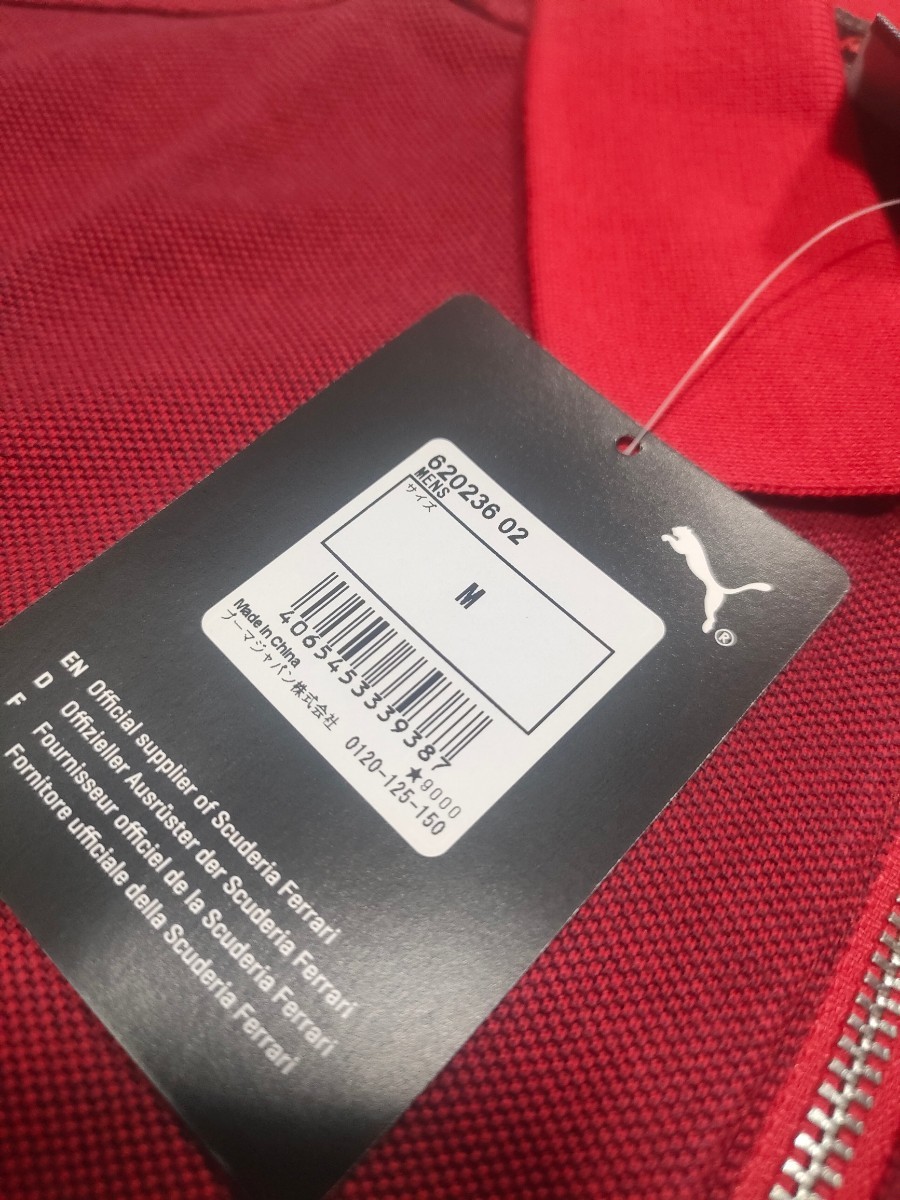 620236 02
MENS
サイズ
M
4065453339387
Made in China
★9000
プーマジャパン株式会社 0120-125-150
®
EN Official supplier of Scuderia Ferrari
D Offizieller Ausrüster der Scuderia Ferrari
F Fournisseur officiel de la Scuderia Ferrari
Fornitore ufficiale della Scuderia Ferrari